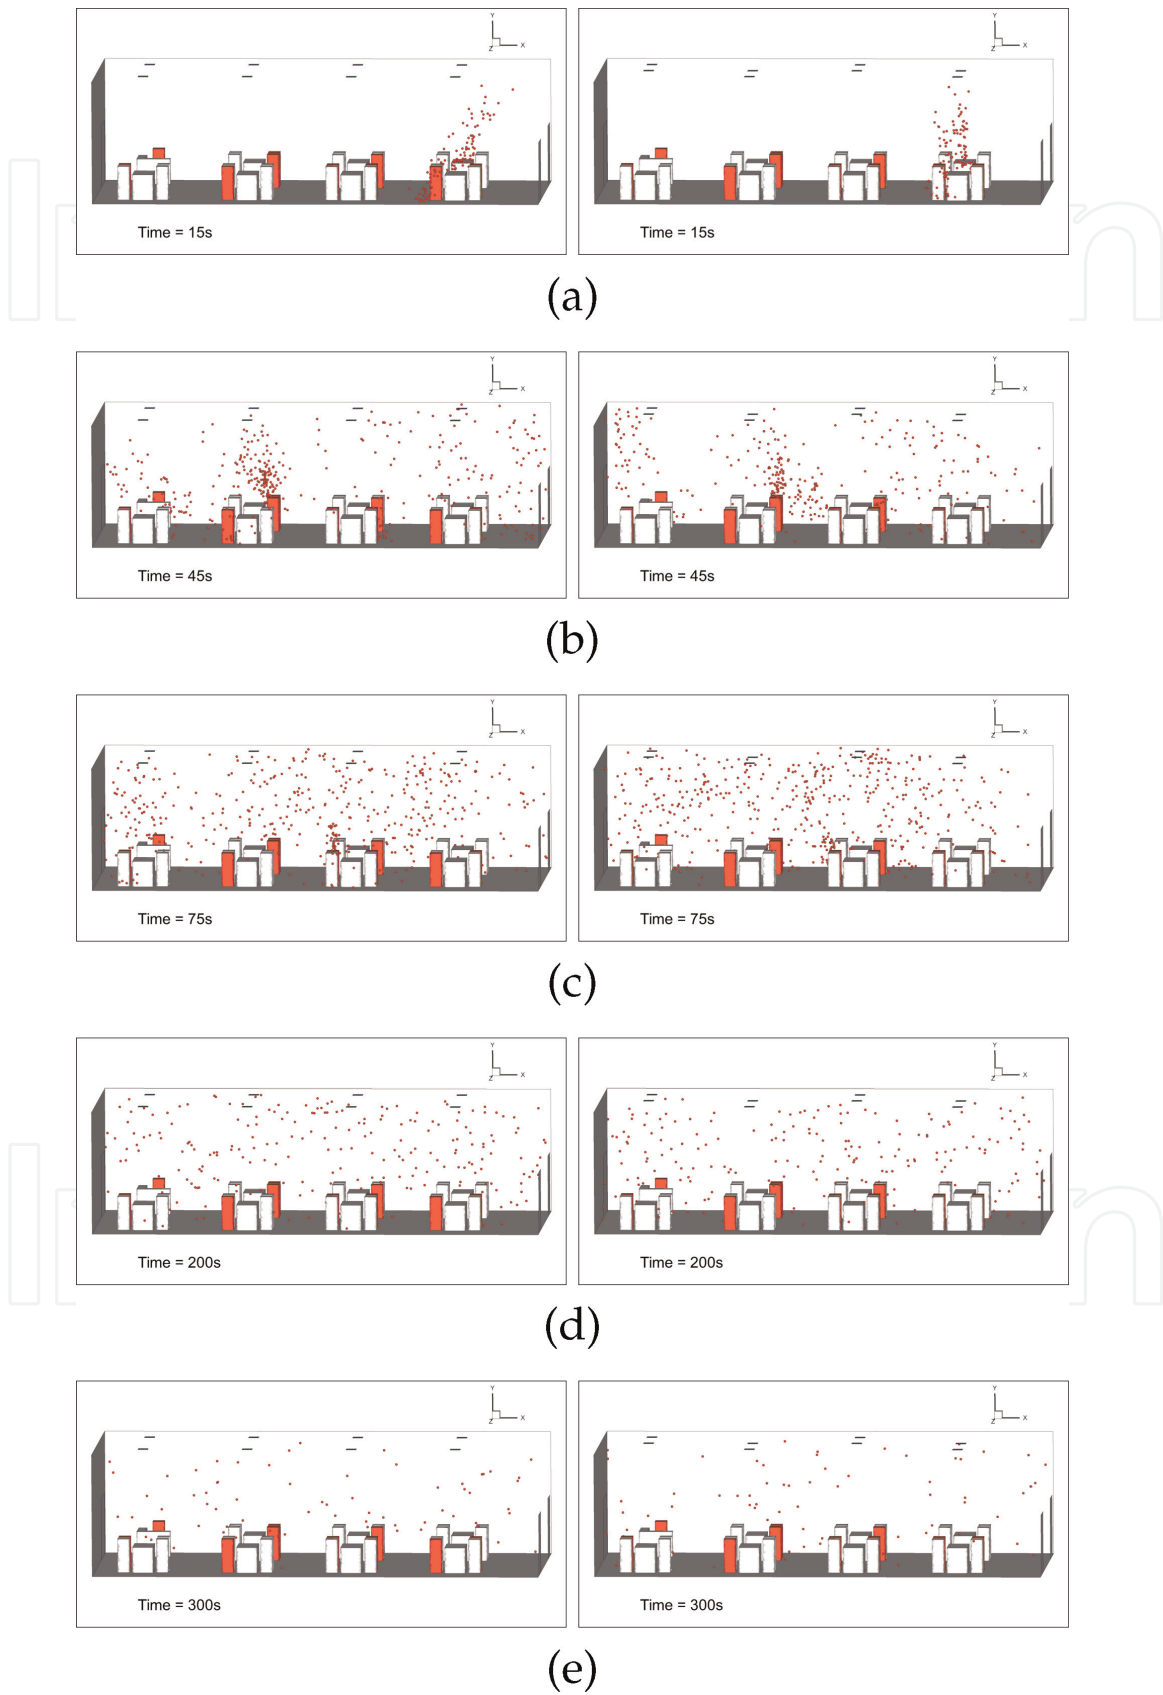 Y
Z X
Y
Z X
Time = 15s
Time = 15s
(a)
Y
Z X
Y
Z X
Time = 45s
Time = 45s
(b)
Y
Z X
Y
Z X
Time = 75s
Time = 75s
(c)
Y
Z X
Y
Z X
Time = 200s
Time = 200s
(d)
Y
Z X
Y
Z X
Time = 300s
Time = 300s
(e)